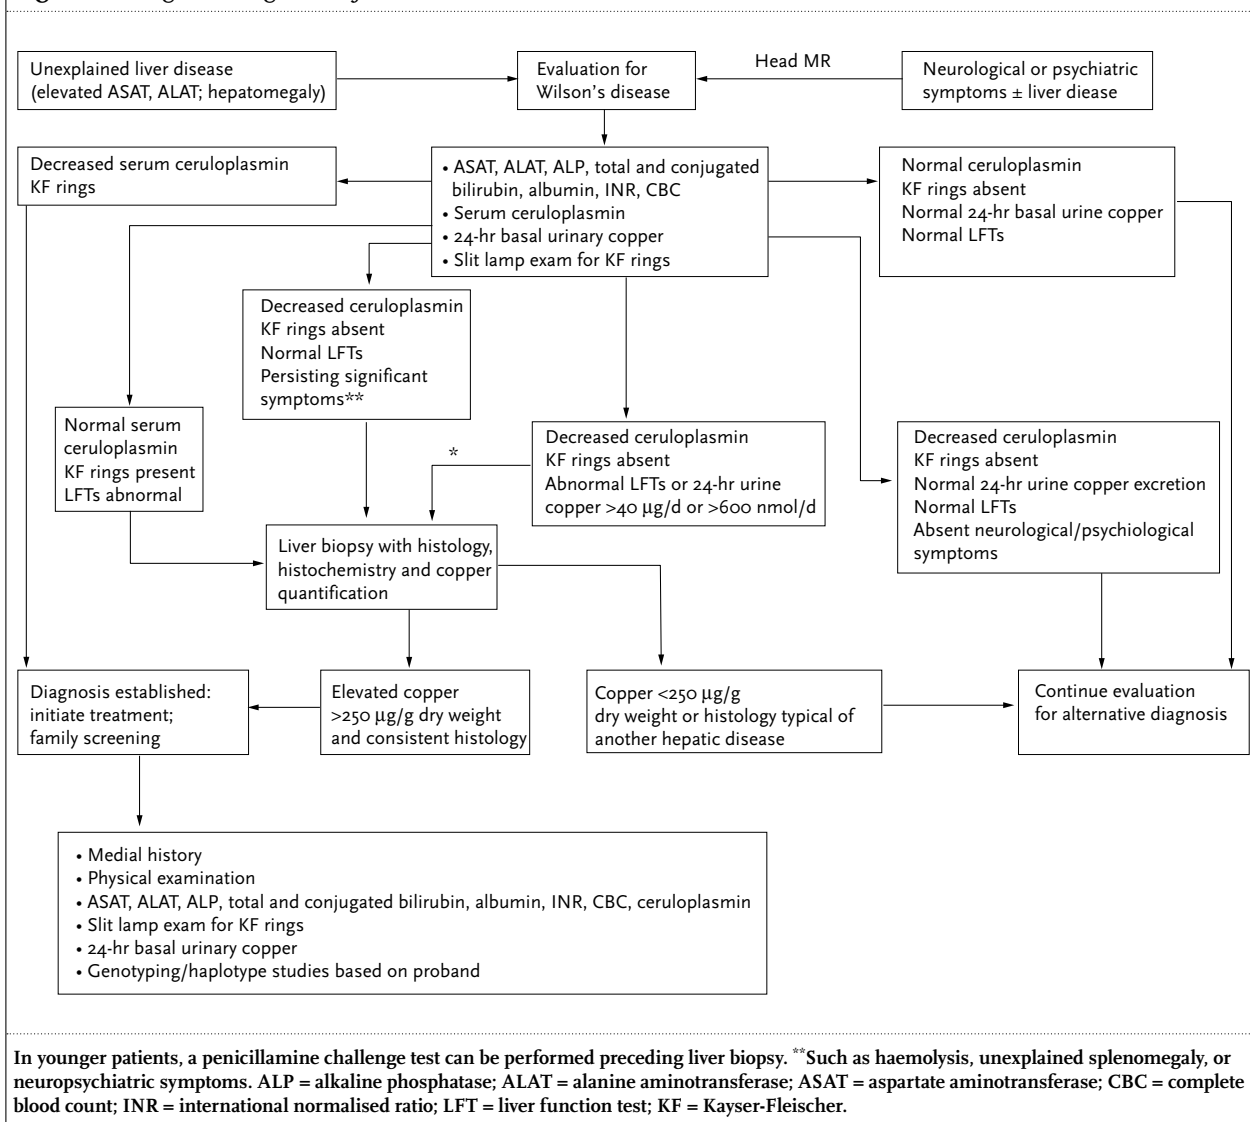 Unexplained liver disease
(elevated ASAT, ALAT; hepatomegaly)
Evaluation for
Wilson's disease
Head MR
Neurological or psychiatric
symptoms ± liver diease
Decreased serum ceruloplasmin
KF rings
• ASAT, ALAT, ALP, total and conjugated
bilirubin, albumin, INR, CBC
• Serum ceruloplasmin
• 24-hr basal urinary copper
• Slit lamp exam for KF rings
Normal ceruloplasmin
KF rings absent
Normal 24-hr basal urine copper
Normal LFTs
Decreased ceruloplasmin
KF rings absent
Normal LFTs
Persisting significant
symptoms**
Normal serum
ceruloplasmin
KF rings present
LFTs abnormal
*
Decreased ceruloplasmin
KF rings absent
Abnormal LFTs or 24-hr urine
copper >40 µg/d or >600 nmol/d
Decreased ceruloplasmin
KF rings absent
Normal 24-hr urine copper excretion
Normal LFTs
Absent neurological/psychiological
symptoms
Liver biopsy with histology,
histochemistry and copper
quantification
Diagnosis established:
initiate treatment;
family screening
Elevated copper
>250 µg/g dry weight
and consistent histology
Copper <250 µg/g
dry weight or histology typical of
another hepatic disease
Continue evaluation
for alternative diagnosis
• Medial history
• Physical examination
• ASAT, ALAT, ALP, total and conjugated bilirubin, albumin, INR, CBC, ceruloplasmin
• Slit lamp exam for KF rings
• 24-hr basal urinary copper
• Genotyping/haplotype studies based on proband
In younger patients, a penicillamine challenge test can be performed preceding liver biopsy. **Such as haemolysis, unexplained splenomegaly, or
neuropsychiatric symptoms. ALP = alkaline phosphatase; ALAT = alanine aminotransferase; ASAT = aspartate aminotransferase; CBC = complete
blood count; INR = international normalised ratio; LFT = liver function test; KF = Kayser-Fleischer.